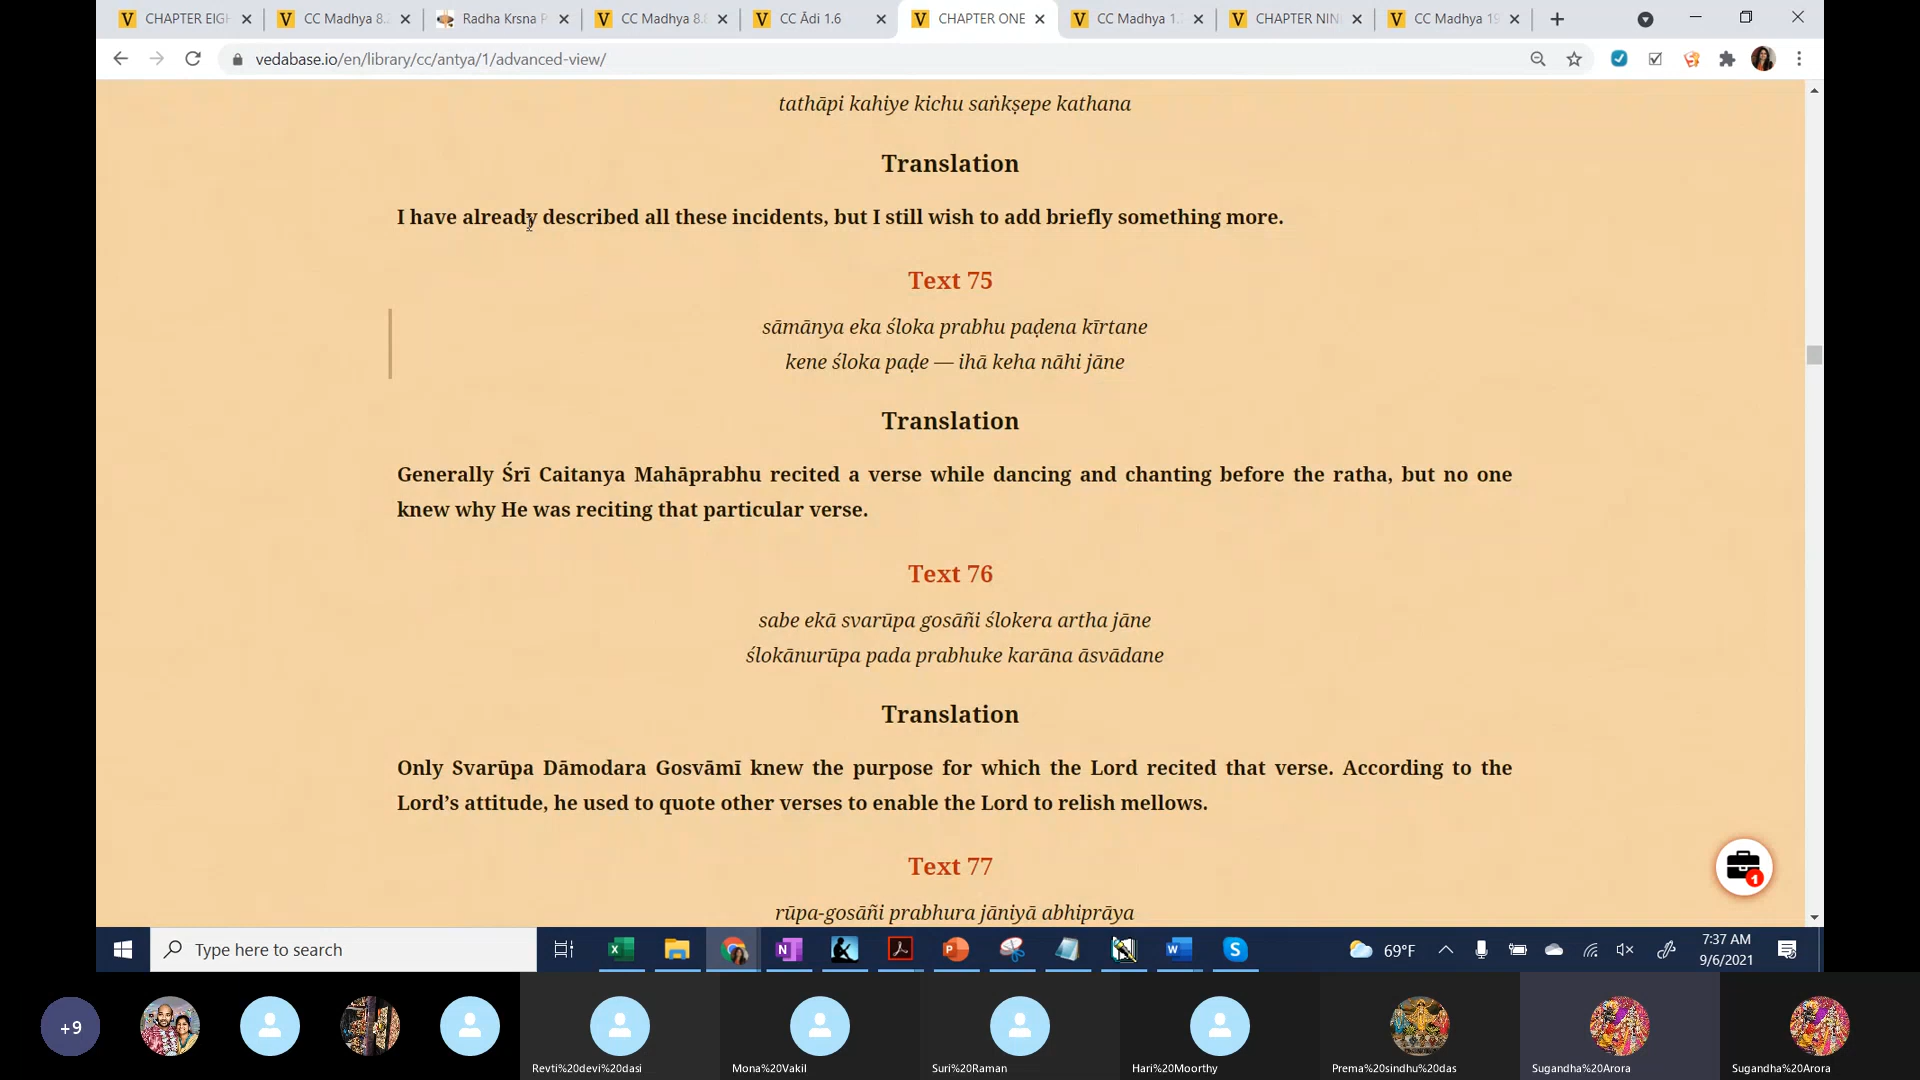 CHAPTER EIGH
CC Madhya 8.
Radha Krsna P
CC Madhya 8.
CC Ādi 1.6
CHAPTER ONE
CC Madhya 1.
CHAPTER NIN
CC Madhya 19
vedabase.io/en/library/cc/antya/1/advanced-view/
tathāpi kahiye kichu saṅkṣepe kathana
Translation
I have already described all these incidents, but I still wish to add briefly something more.
Text 75
sāmānya eka śloka prabhu paḍena kīrtane
kene śloka paḍe — ihā keha nāhi jāne
Translation
Generally Śrī Caitanya Mahāprabhu recited a verse while dancing and chanting before the ratha, but no one
knew why He was reciting that particular verse.
Text 76
sabe ekā svarūpa gosāñi ślokera artha jāne
ślokānurūpa pada prabhuke karāna āsvādane
Translation
Only Svarūpa Dāmodara Gosvāmī knew the purpose for which the Lord recited that verse. According to the
Lord’s attitude, he used to quote other verses to enable the Lord to relish mellows.
Text 77
rūpa-gosāñi prabhura jāniyā abhiprāya
1
Type here to search
69°F
7:37 AM
9/6/2021
+9
Revti%20devi%20dasi
Mona%20Vakil
Suri%20Raman
Hari%20Moorthy
Prema%20sindhu%20das
Sugandha%20Arora
Sugandha%20Arora